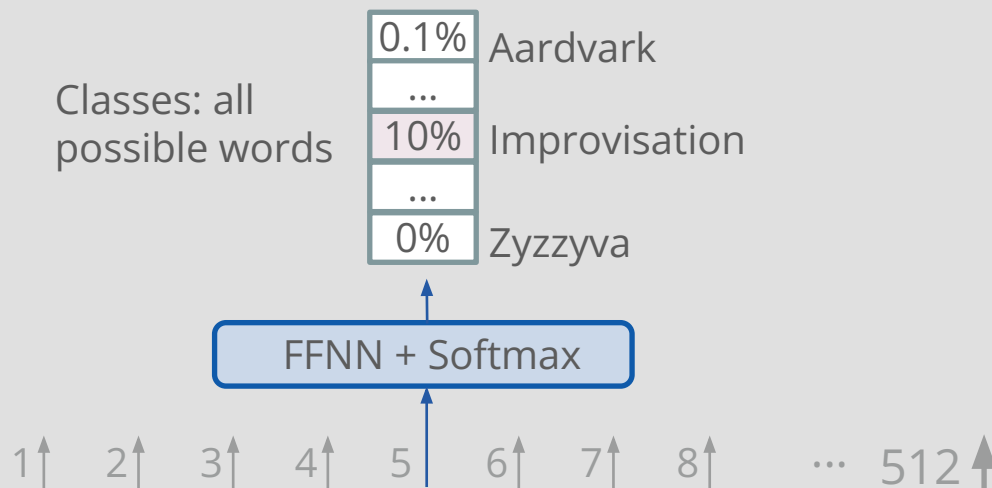 0.1% Aardvark
...
Classes: all
possible words
10% Improvisation
...
0% Zyzzyva
FFNN + Softmax
1 2 3 4 5 6 7 8 ... 512